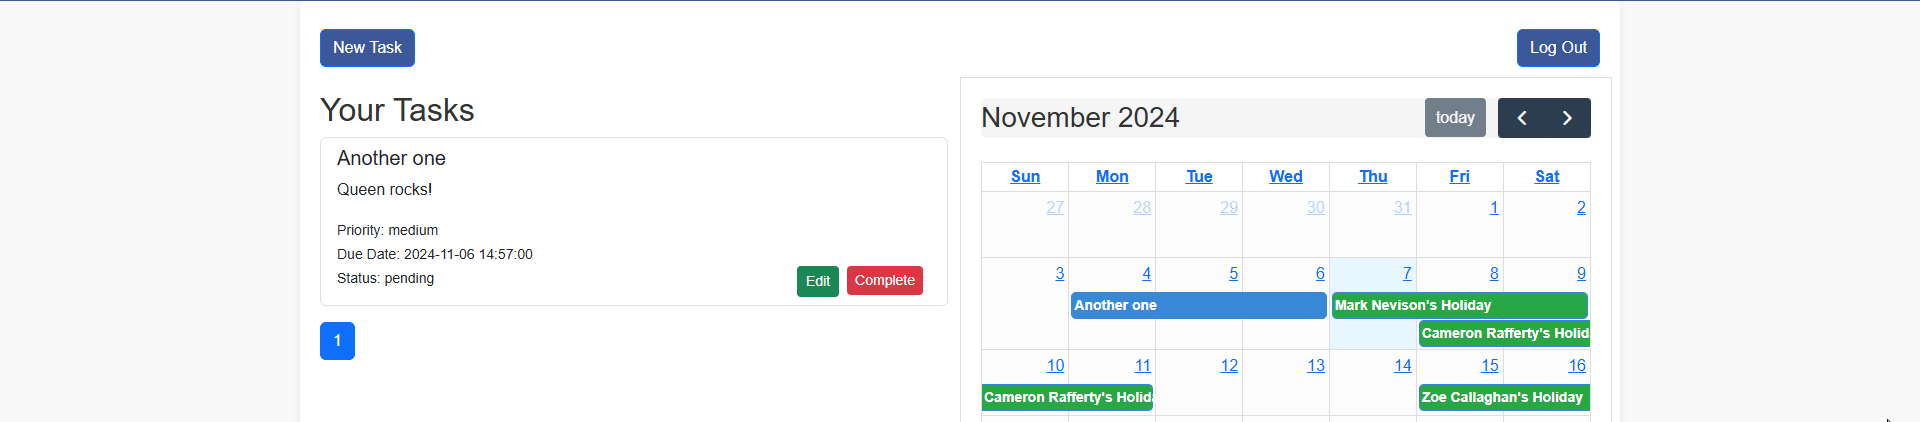 New Task
Log Out
Your Tasks
Another one
Queen rocks!
Priority: medium
Due Date: 2024-11-06 14:57:00
Status: pending
Edit Complete
1
November 2024
today
Sun Mon Tue Wed Thu Fri Sat
27 28 29 30 31 1 2
3 4 5 6 7 8 9
Another one Mark Nevison's Holiday
Cameron Rafferty's Holid
10 11 12 13 14 15 16
Cameron Rafferty's Holida Zoe Callaghan's Holiday